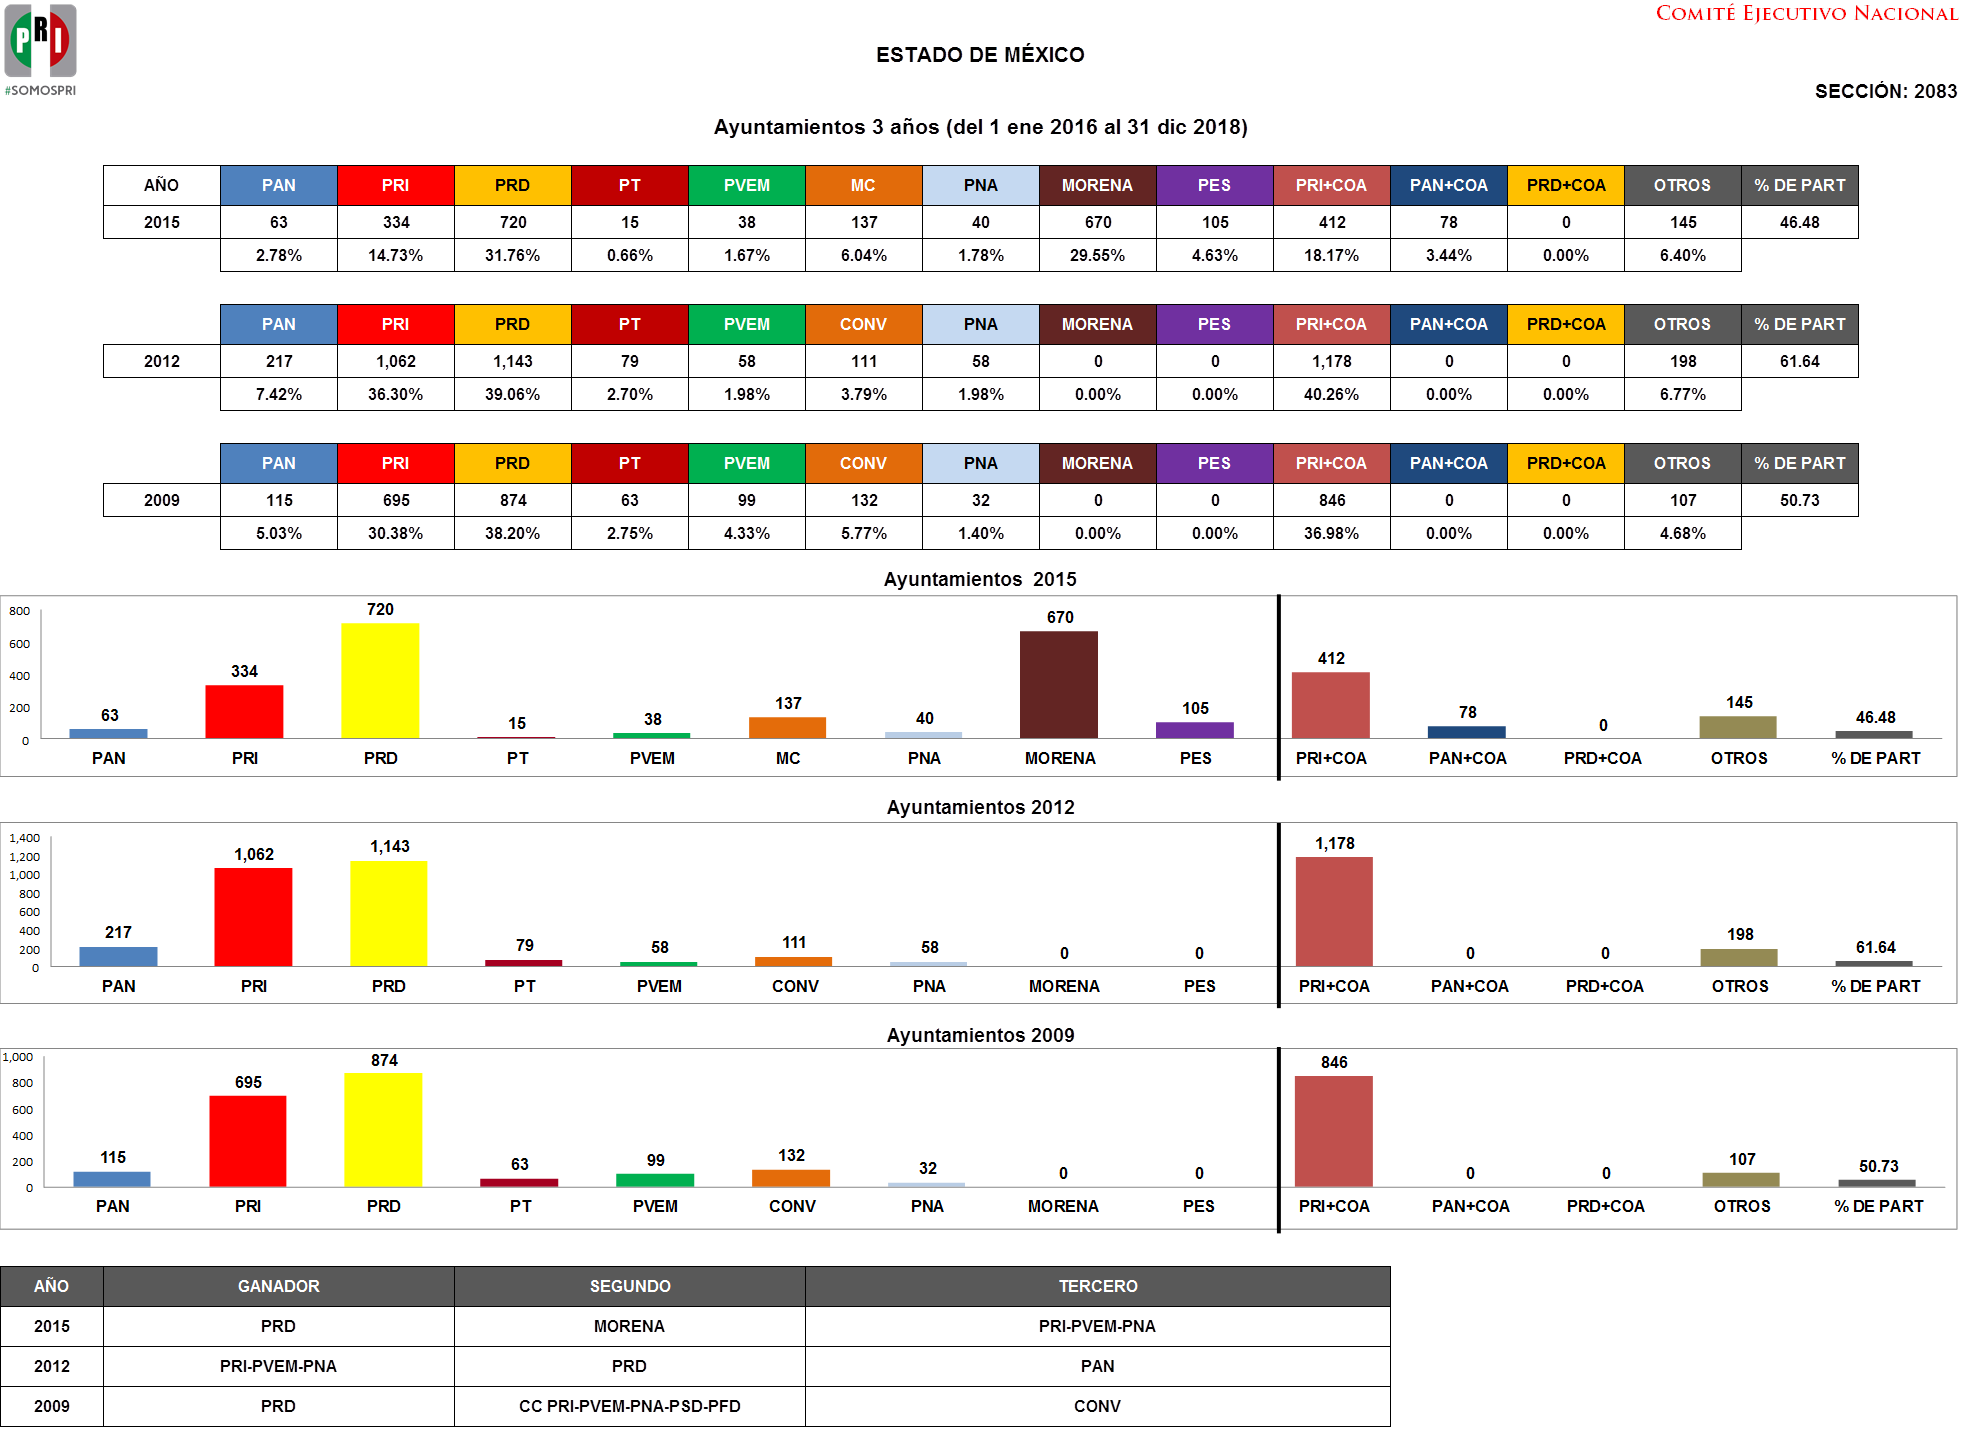 COMITÉ EJECUTIVO NACIONAL
PRI
#SOMOSPRI
ESTADO DE MÉXICO
SECCIÓN: 2083
Ayuntamientos 3 años (del 1 ene 2016 al 31 dic 2018)
AÑO PAN PRI PRD PT PVEM MC PNA MORENA PES PRI+COA PAN+COA PRD+COA OTROS % DE PART
2015 63 334 720 15 38 137 40 670 105 412 78 0 145 46.48
2.78% 14.73% 31.76% 0.66% 1.67% 6.04% 1.78% 29.55% 4.63% 18.17% 3.44% 0.00% 6.40%
PAN PRI PRD PT PVEM CONV PNA MORENA PES PRI+COA PAN+COA PRD+COA OTROS % DE PART
2012 217 1,062 1,143 79 58 111 58 0 0 1,178 0 0 198 61.64
7.42% 36.30% 39.06% 2.70% 1.98% 3.79% 1.98% 0.00% 0.00% 40.26% 0.00% 0.00% 6.77%
PAN PRI PRD PT PVEM CONV PNA MORENA PES PRI+COA PAN+COA PRD+COA OTROS % DE PART
2009 115 695 874 63 99 132 32 0 0 846 0 0 107 50.73
5.03% 30.38% 38.20% 2.75% 4.33% 5.77% 1.40% 0.00% 0.00% 36.98% 0.00% 0.00% 4.68%
Ayuntamientos 2015
800
600
400
200
0
63 334 720 15 38 137 40 670 105 412 78 0 145 46.48
PAN PRI PRD PT PVEM MC PNA MORENA PES PRI+COA PAN+COA PRD+COA OTROS % DE PART
Ayuntamientos 2012
1,400
1,200
1,000
800
600
400
200
0
217 1,062 1,143 79 58 111 58 0 0 1,178 0 0 198 61.64
PAN PRI PRD PT PVEM CONV PNA MORENA PES PRI+COA PAN+COA PRD+COA OTROS % DE PART
Ayuntamientos 2009
1,000
800
600
400
200
0
115 695 874 63 99 132 32 0 0 846 0 0 107 50.73
PAN PRI PRD PT PVEM CONV PNA MORENA PES PRI+COA PAN+COA PRD+COA OTROS % DE PART
AÑO GANADOR SEGUNDO TERCERO
2015 PRD MORENA PRI-PVEM-PNA
2012 PRI-PVEM-PNA PRD PAN
2009 PRD CC PRI-PVEM-PNA-PSD-PFD CONV